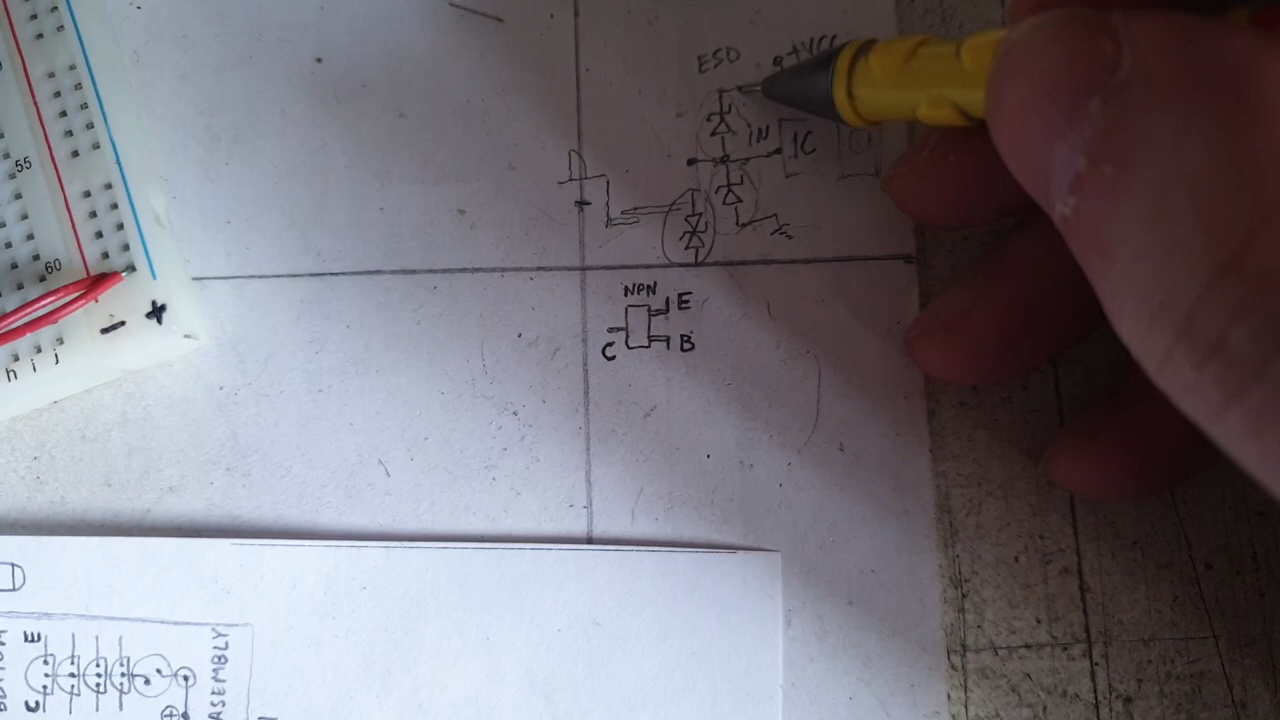 ESD +VCC
55
IN IC
60
- +
h i j
NPN
E
C B
E
C
ASEMBLY
+